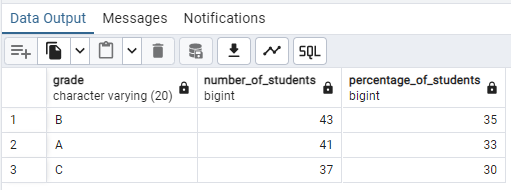 Data Output Messages Notifications
SQL
grade number_of_students percentage_of_students
character varying (20) bigint bigint
1 B 43 35
2 A 41 33
3 C 37 30